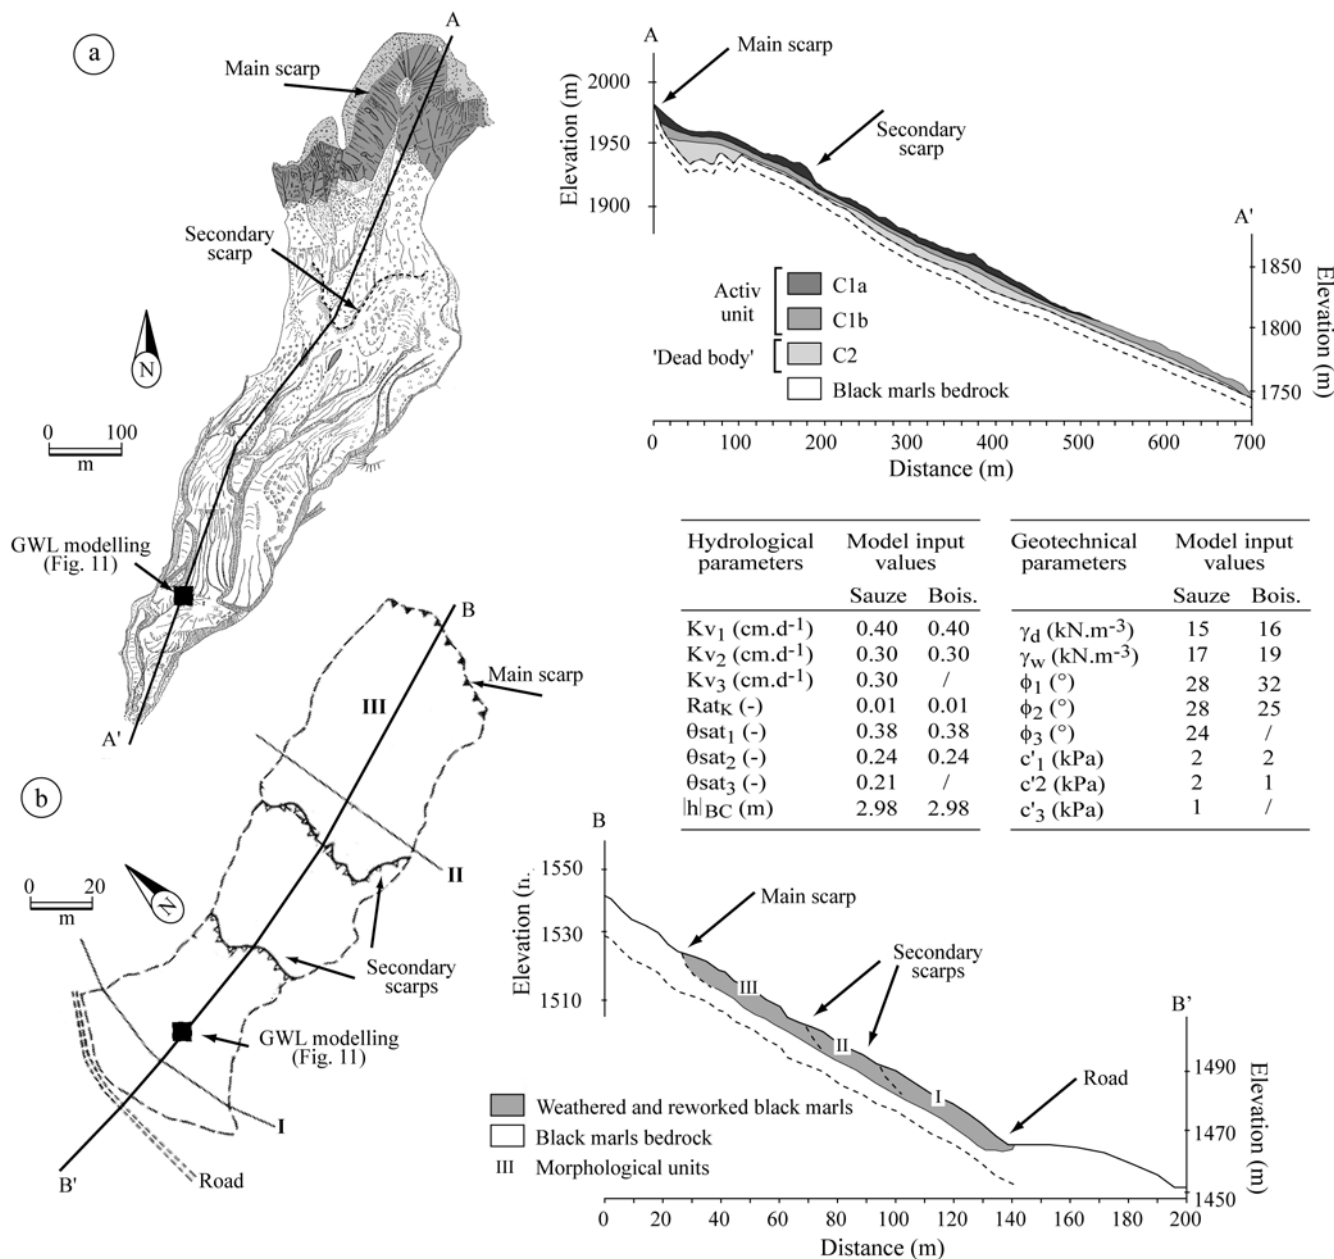 a
A
Main scarp
Secondary
scarp
N
0 100
m
GWL modelling
(Fig. 11)
A'
A
Main scarp
Secondary
scarp
A'
Elevation (m)
2000
1950
1900
Elevation (m)
1850
1800
1750
Activ
unit
C1a
C1b
'Dead body'
C2
Black marls bedrock
0 100 200 300 400 500 600 700
Distance (m)
Hydrological Model input
parameters values
Sauze Bois.
Kv1 (cm.d-1) 0.40 0.40
Kv2 (cm.d-1) 0.30 0.30
Kv3 (cm.d-1) 0.30 /
RatK (-) 0.01 0.01
θsat1 (-) 0.38 0.38
θsat2 (-) 0.24 0.24
θsat3 (-) 0.21 /
|h|BC (m) 2.98 2.98
Geotechnical Model input
parameters values
Sauze Bois.
γd (kN.m-3) 15 16
γw (kN.m-3) 17 19
ϕ1 (°) 28 32
ϕ2 (°) 28 25
ϕ3 (°) 24 /
c'1 (kPa) 2 2
c'2 (kPa) 2 1
c'3 (kPa) 1 /
b
B
Main scarp
III
II
Secondary
scarps
N
0 20
m
GWL modelling
(Fig. 11)
I
Road
B'
B
Main scarp
Secondary
scarps
Road
B'
Elevation (n.
1550
1530
1510
III
II
I
Elevation (m)
1490
1470
1450
Weathered and reworked black marls
Black marls bedrock
III Morphological units
0 20 40 60 80 100 120 140 160 180 200
Distance (m)